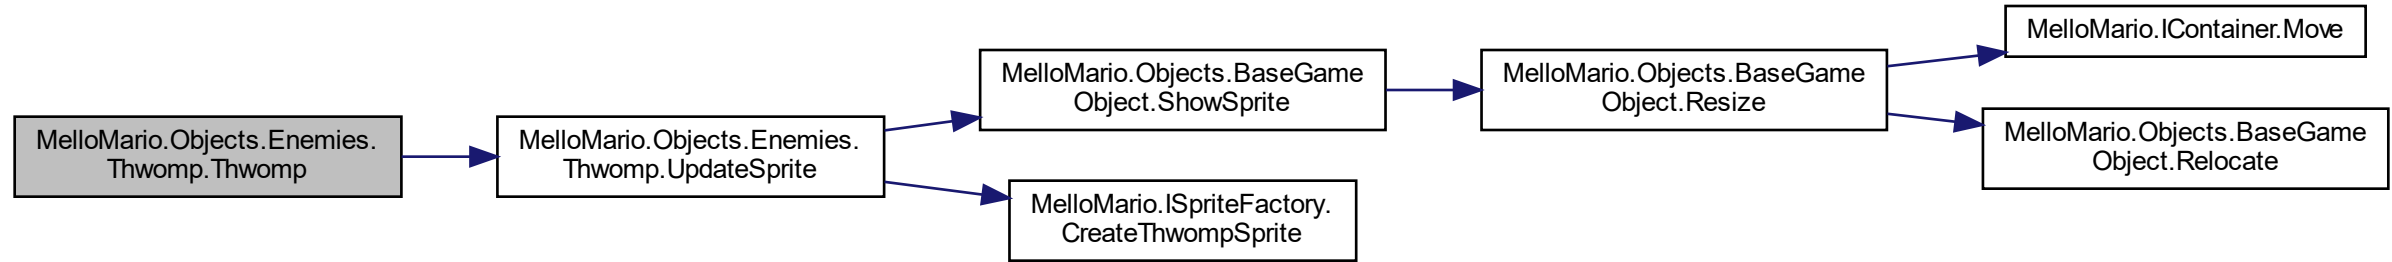 MelloMario.Objects.Enemies.
Thwomp.Thwomp
MelloMario.Objects.Enemies.
Thwomp.UpdateSprite
MelloMario.Objects.BaseGame
Object.ShowSprite
MelloMario.ISpriteFactory.
CreateThwompSprite
MelloMario.Objects.BaseGame
Object.Resize
MelloMario.IContainer.Move
MelloMario.Objects.BaseGame
Object.Relocate